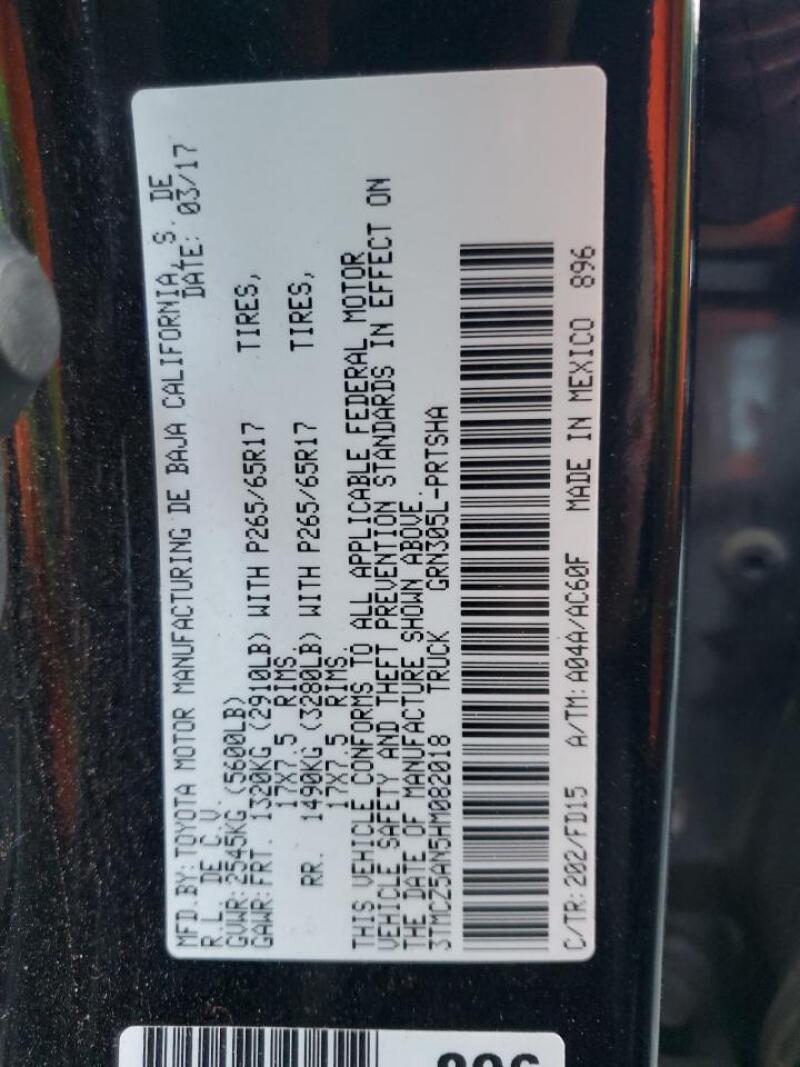 MFD.BY: TOYOTA MOTOR MANUFACTURING DE BAJA CALIFORNIA, S. DE
R.L. DE C.V. DATE: 03/17
GVWR: 2545KG (5600LB)
GAWR: FRT. 1320KG (2910LB) WITH P265/65R17 TIRES,
17X7.5 RIMS.
RR. 1490KG (3280LB) WITH P265/65R17 TIRES,
17X7.5 RIMS.
THIS VEHICLE CONFORMS TO ALL APPLICABLE FEDERAL MOTOR
VEHICLE SAFETY AND THEFT PREVENTION STANDARDS IN EFFECT ON
THE DATE OF MANUFACTURE SHOWN ABOVE.
3TMCZ5AN5HM082018 TRUCK GRN305L-PRTSHA
C/TR: 202/FD15 A/TM: A04A/AC60F MADE IN MEXICO 896